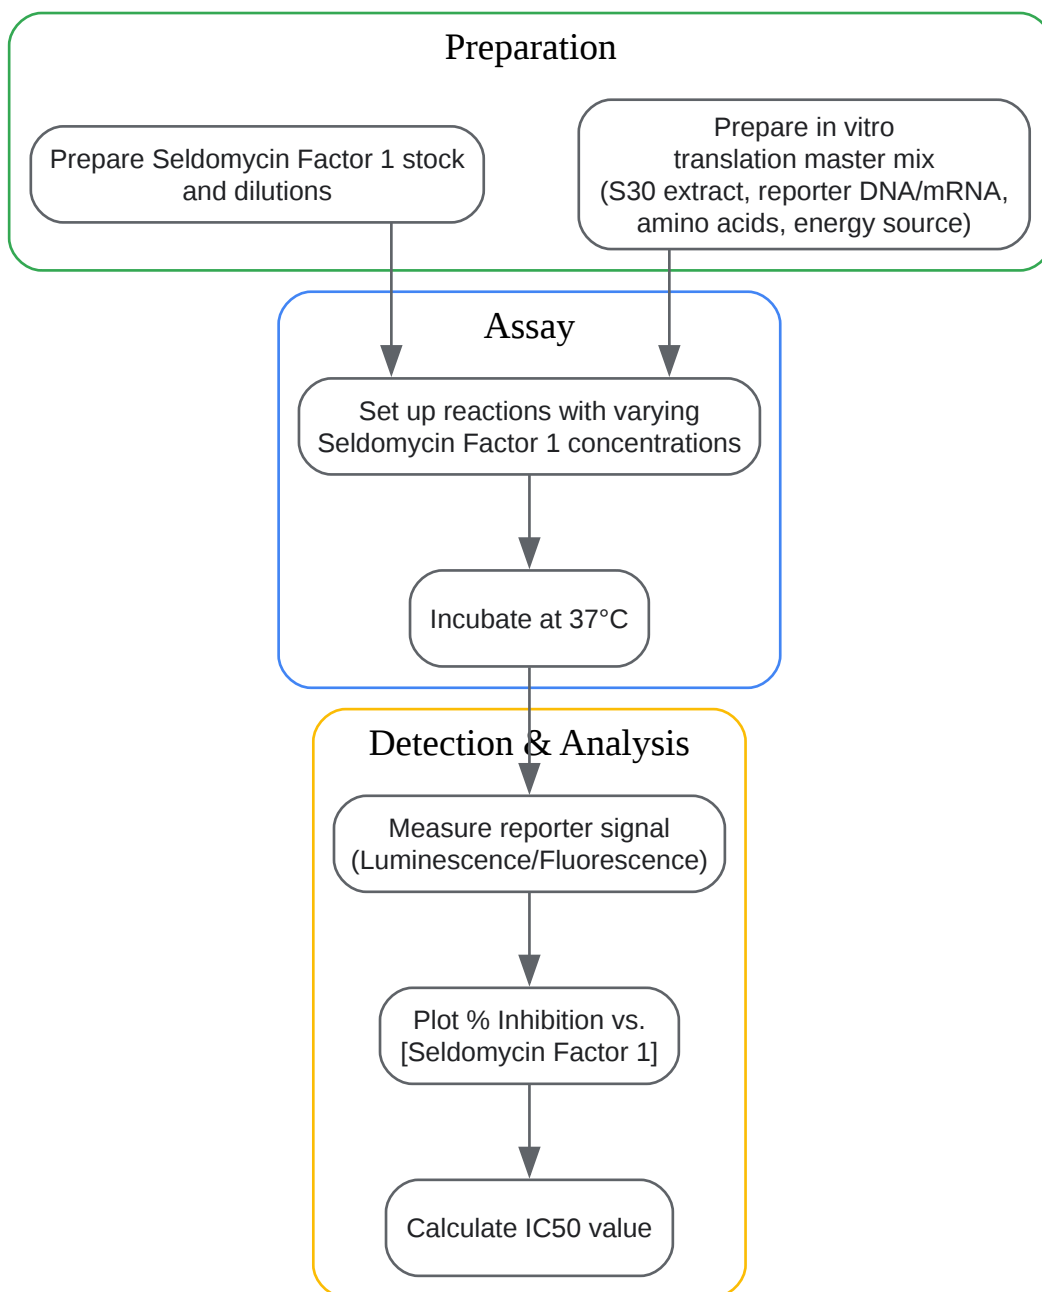 Preparation
Prepare Seldomycin Factor 1 stock
and dilutions
Prepare in vitro
translation master mix
(S30 extract, reporter DNA/mRNA,
amino acids, energy source)
Assay
Set up reactions with varying
Seldomycin Factor 1 concentrations
Incubate at 37°C
Detection & Analysis
Measure reporter signal
(Luminescence/Fluorescence)
Plot % Inhibition vs.
[Seldomycin Factor 1]
Calculate IC50 value